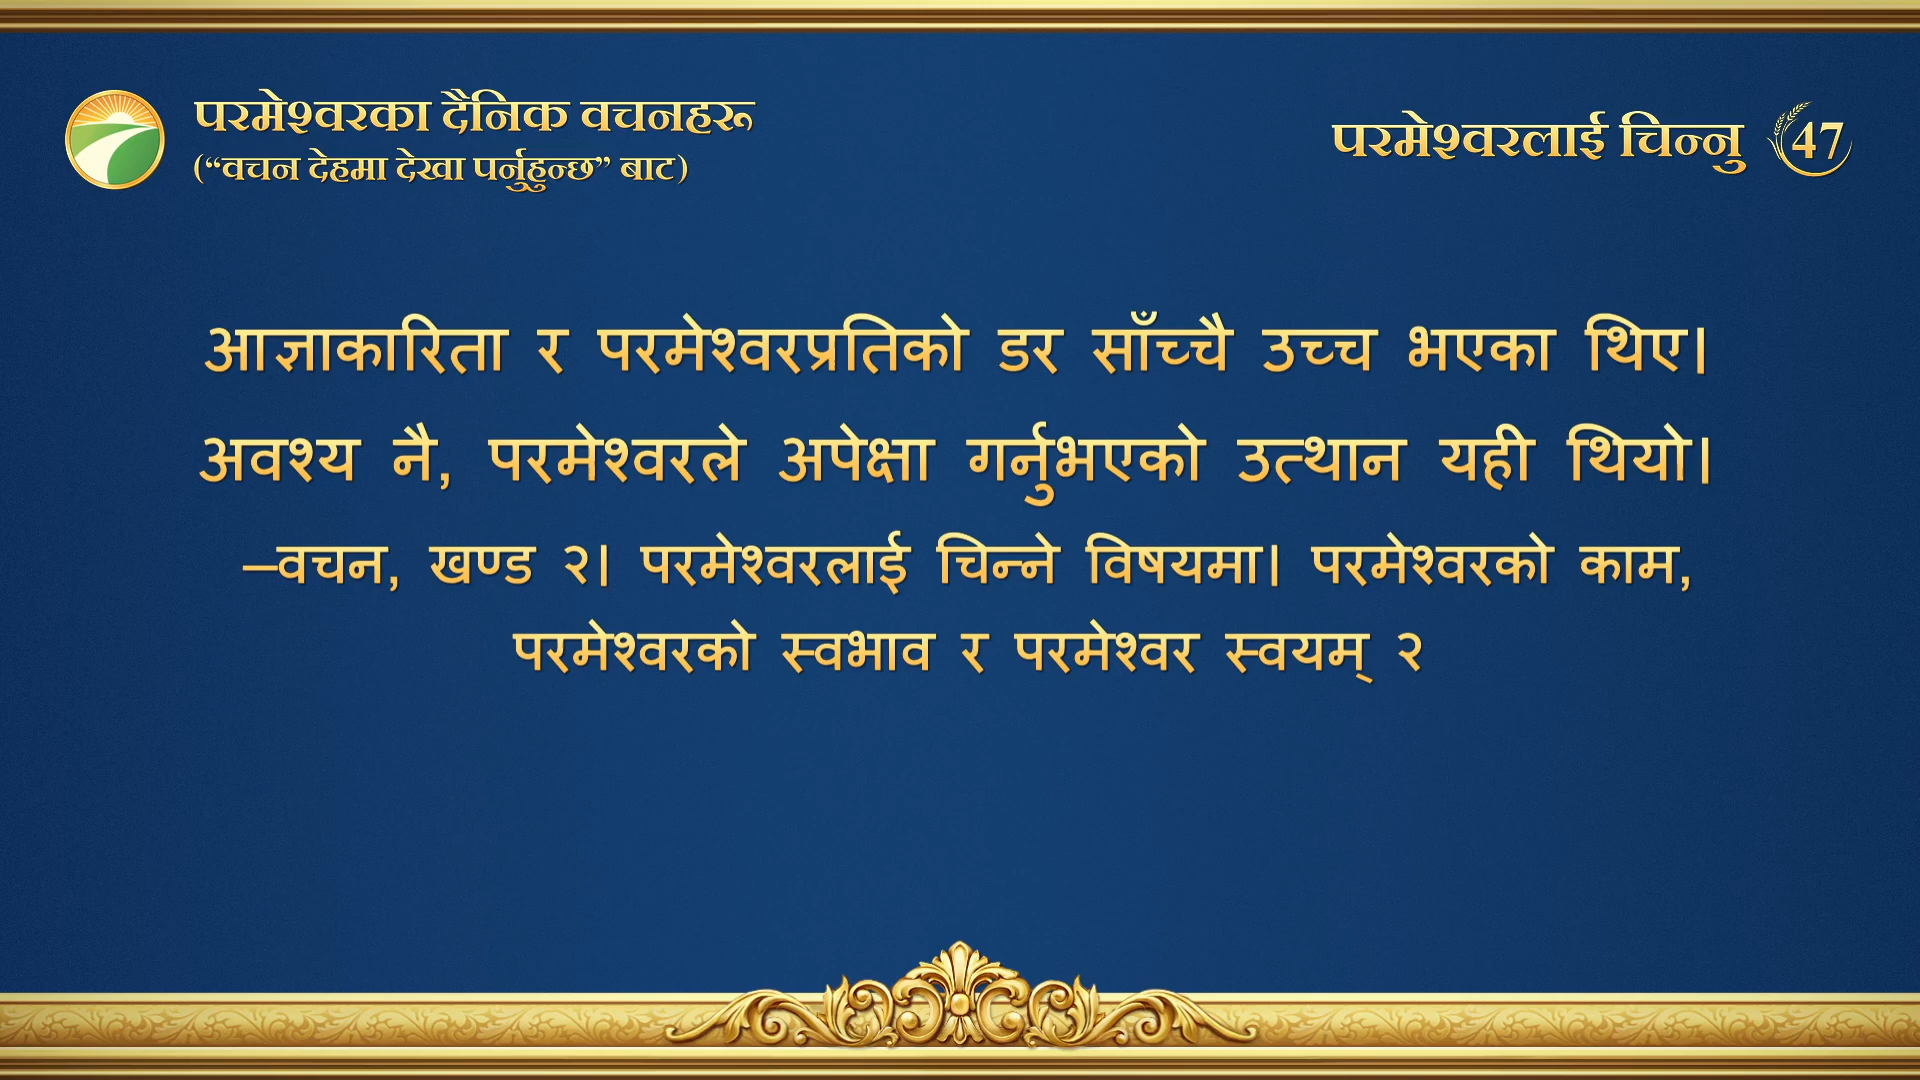 परमेश्वरका दैनिक वचनहरू
(“वचन देहमा देखा पर्नुहुन्छ” बाट)
परमेश्वरलाई चिन्नु 47
आज्ञाकारिता र परमेश्वरप्रतिको डर साँच्चै उच्च भएका थिए।
अवश्य नै, परमेश्वरले अपेक्षा गर्नुभएको उत्थान यही थियो।
–वचन, खण्ड २। परमेश्वरलाई चिन्ने विषयमा। परमेश्वरको काम,
परमेश्वरको स्वभाव र परमेश्वर स्वयम् २